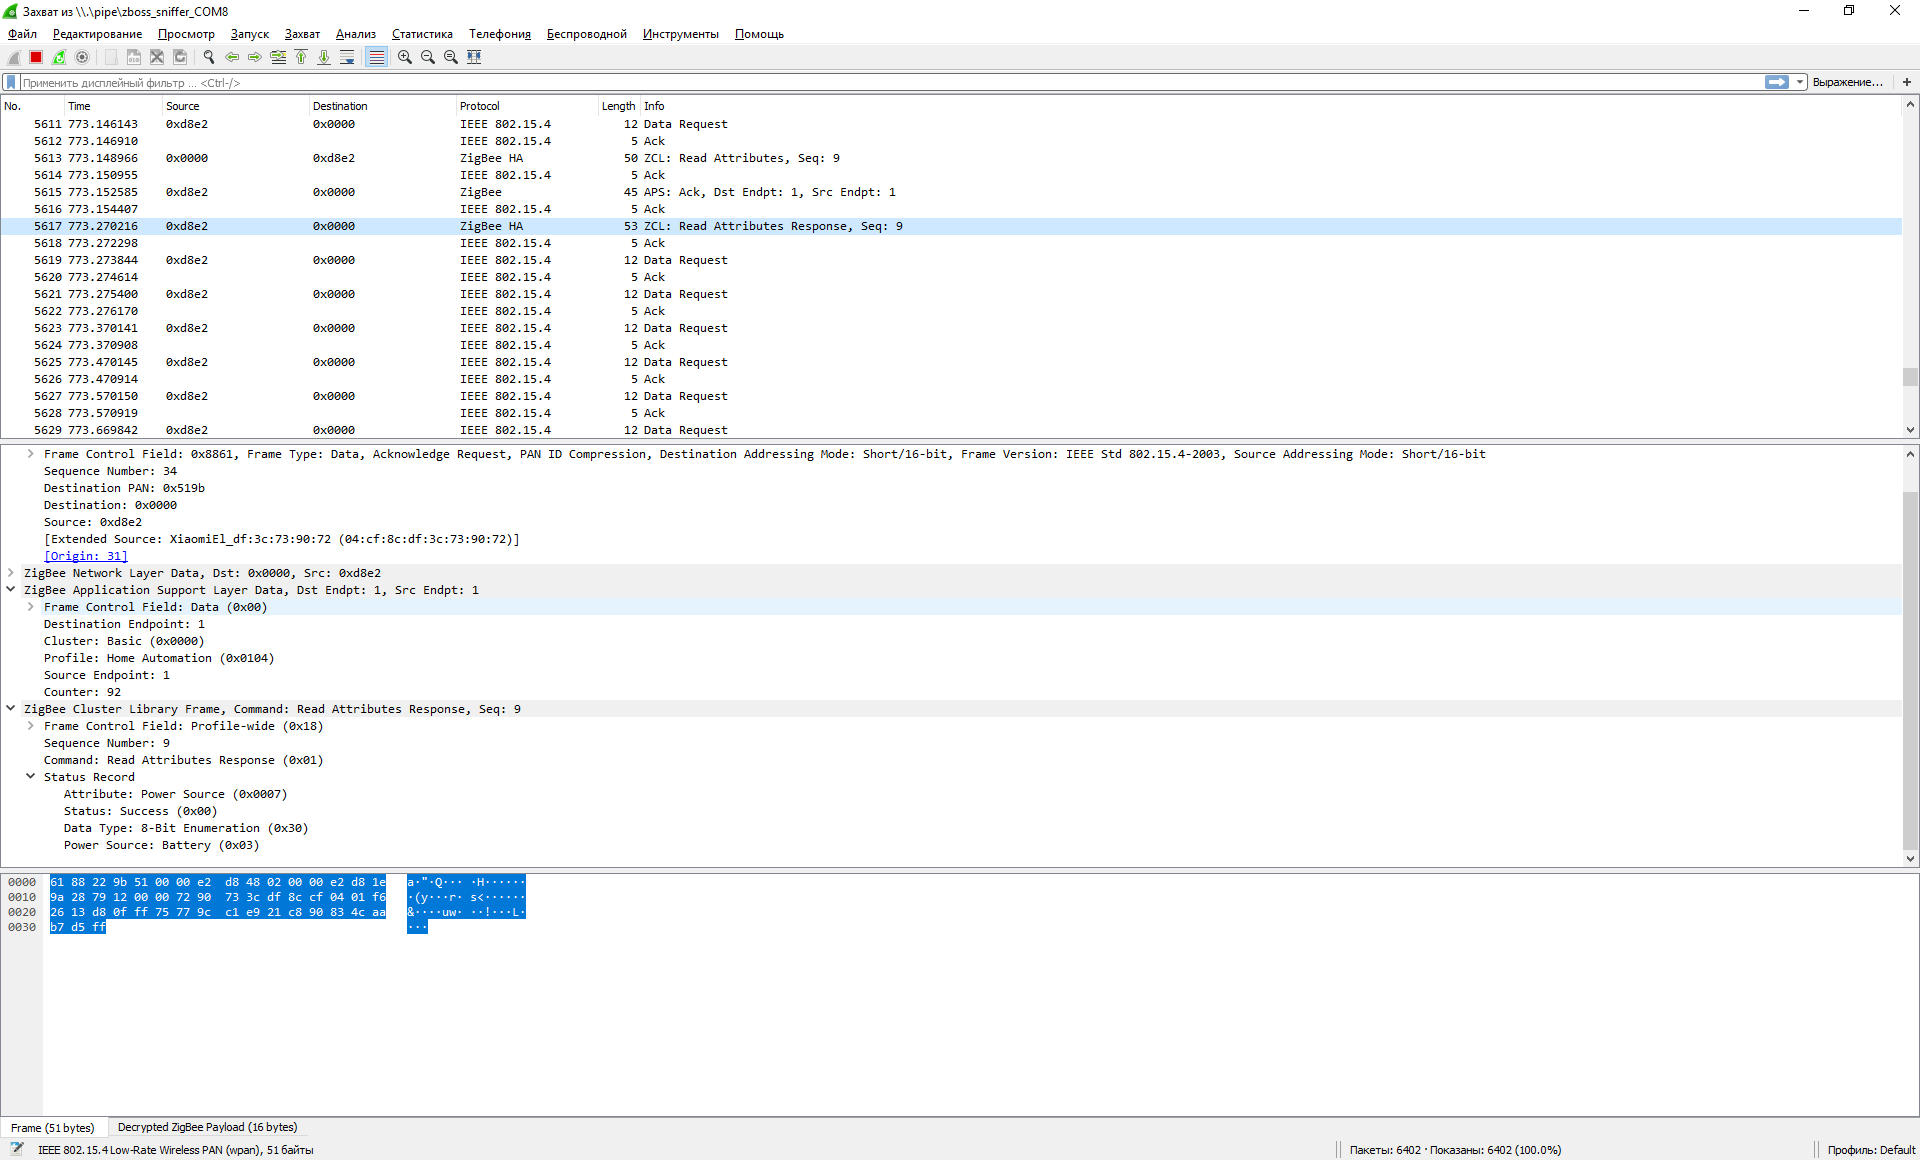 Захват из \\.\pipe\zboss_sniffer_COM8
Файл Редактирование Просмотр Запуск Захват Анализ Статистика Телефония Беспроводной Инструменты Помощь
Применить дисплейный фильтр ... <Ctrl-/> Выражение... +
No. Time Source Destination Protocol Length Info
5611 773.146143 0xd8e2 0x0000 IEEE 802.15.4 12 Data Request
5612 773.146910 IEEE 802.15.4 5 Ack
5613 773.148966 0x0000 0xd8e2 ZigBee HA 50 ZCL: Read Attributes, Seq: 9
5614 773.150955 IEEE 802.15.4 5 Ack
5615 773.152585 0xd8e2 0x0000 ZigBee 45 APS: Ack, Dst Endpt: 1, Src Endpt: 1
5616 773.154407 IEEE 802.15.4 5 Ack
5617 773.270216 0xd8e2 0x0000 ZigBee HA 53 ZCL: Read Attributes Response, Seq: 9
5618 773.272298 IEEE 802.15.4 5 Ack
5619 773.273844 0xd8e2 0x0000 IEEE 802.15.4 12 Data Request
5620 773.274614 IEEE 802.15.4 5 Ack
5621 773.275400 0xd8e2 0x0000 IEEE 802.15.4 12 Data Request
5622 773.276170 IEEE 802.15.4 5 Ack
5623 773.370141 0xd8e2 0x0000 IEEE 802.15.4 12 Data Request
5624 773.370908 IEEE 802.15.4 5 Ack
5625 773.470145 0xd8e2 0x0000 IEEE 802.15.4 12 Data Request
5626 773.470914 IEEE 802.15.4 5 Ack
5627 773.570150 0xd8e2 0x0000 IEEE 802.15.4 12 Data Request
5628 773.570919 IEEE 802.15.4 5 Ack
5629 773.669842 0xd8e2 0x0000 IEEE 802.15.4 12 Data Request
Frame Control Field: 0x8861, Frame Type: Data, Acknowledge Request, PAN ID Compression, Destination Addressing Mode: Short/16-bit, Frame Version: IEEE Std 802.15.4-2003, Source Addressing Mode: Short/16-bit
Sequence Number: 34
Destination PAN: 0x519b
Destination: 0x0000
Source: 0xd8e2
[Extended Source: XiaomiEl_df:3c:73:90:72 (04:cf:8c:df:3c:73:90:72)]
[Origin: 31]
ZigBee Network Layer Data, Dst: 0x0000, Src: 0xd8e2
ZigBee Application Support Layer Data, Dst Endpt: 1, Src Endpt: 1
Frame Control Field: Data (0x00)
Destination Endpoint: 1
Cluster: Basic (0x0000)
Profile: Home Automation (0x0104)
Source Endpoint: 1
Counter: 92
ZigBee Cluster Library Frame, Command: Read Attributes Response, Seq: 9
Frame Control Field: Profile-wide (0x18)
Sequence Number: 9
Command: Read Attributes Response (0x01)
Status Record
Attribute: Power Source (0x0007)
Status: Success (0x00)
Data Type: 8-Bit Enumeration (0x30)
Power Source: Battery (0x03)
0000 61 88 22 9b 51 00 00 e2 d8 48 02 00 00 e2 d8 1e a·"·Q··· ·H······
0010 9a 28 79 12 00 00 72 90 73 3c df 8c cf 04 01 f6 ·(y···r· s<······
0020 26 13 d8 0f ff 75 77 9c c1 e9 21 c8 90 83 4c aa &····uw· ··!···L·
0030 b7 d5 ff ···
Frame (51 bytes) Decrypted ZigBee Payload (16 bytes)
IEEE 802.15.4 Low-Rate Wireless PAN (wpan), 51 байты Пакеты: 6402 · Показаны: 6402 (100.0%) Профиль: Default